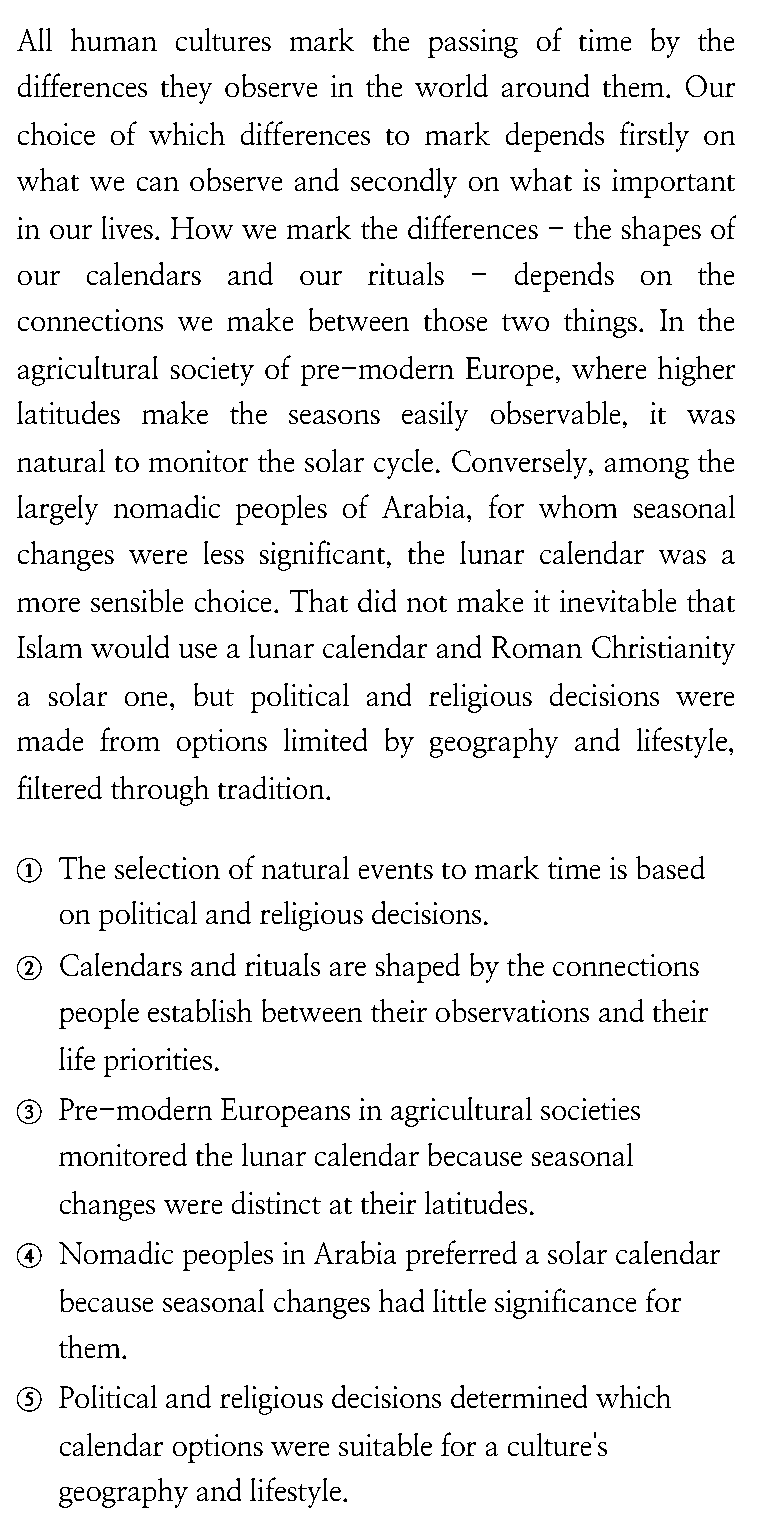 All human cultures mark the passing of time by the
differences they observe in the world around them. Our
choice of which differences to mark depends firstly on
what we can observe and secondly on what is important
in our lives. How we mark the differences - the shapes of
our calendars and our rituals - depends on the
connections we make between those two things. In the
agricultural society of pre-modern Europe, where higher
latitudes make the seasons easily observable, it was
natural to monitor the solar cycle. Conversely, among the
largely nomadic peoples of Arabia, for whom seasonal
changes were less significant, the lunar calendar was a
more sensible choice. That did not make it inevitable that
Islam would use a lunar calendar and Roman Christianity
a solar one, but political and religious decisions were
made from options limited by geography and lifestyle,
filtered through tradition.
① The selection of natural events to mark time is based
on political and religious decisions.
② Calendars and rituals are shaped by the connections
people establish between their observations and their
life priorities.
③ Pre-modern Europeans in agricultural societies
monitored the lunar calendar because seasonal
changes were distinct at their latitudes.
④ Nomadic peoples in Arabia preferred a solar calendar
because seasonal changes had little significance for
them.
⑤ Political and religious decisions determined which
calendar options were suitable for a culture's
geography and lifestyle.